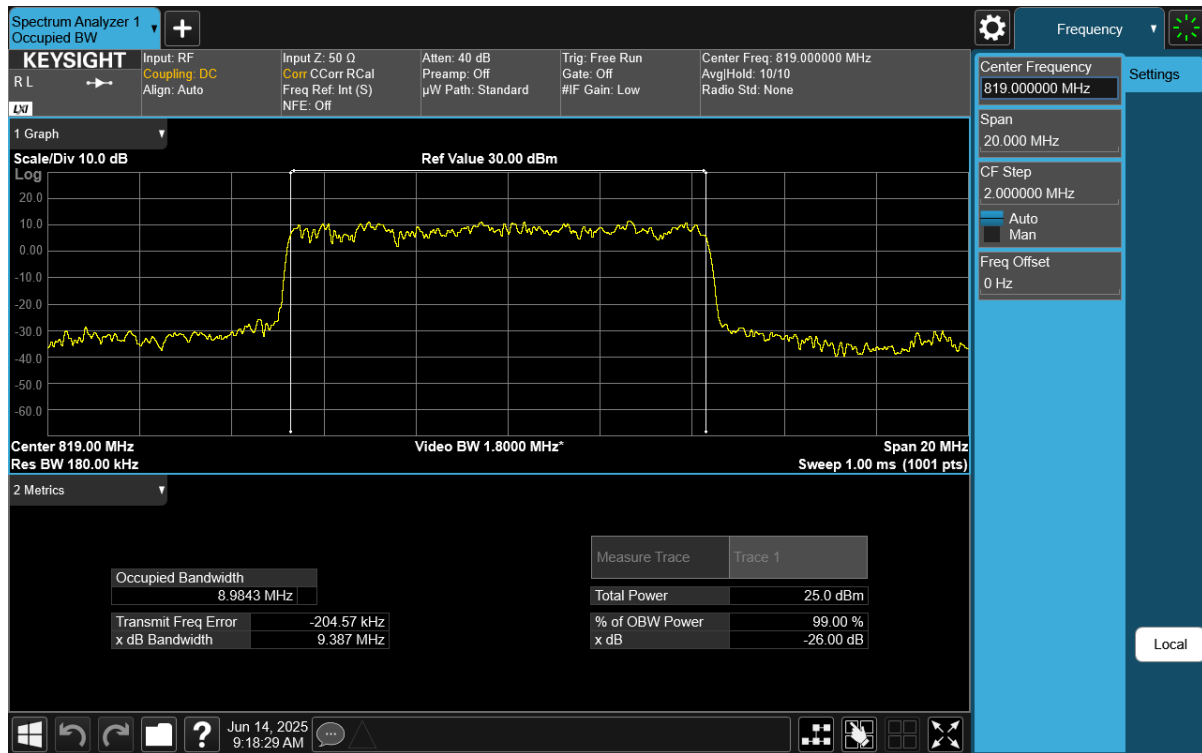 Spectrum Analyzer 1
Occupied BW
+
Frequency
KEYSIGHT
R L
LXI
Input: RF
Coupling: DC
Align: Auto
Input Z: 50 Ω
Corr CCorr RCal
Freq Ref: Int (S)
NFE: Off
Atten: 40 dB
Preamp: Off
µW Path: Standard
Trig: Free Run
Gate: Off
#IF Gain: Low
Center Freq: 819.000000 MHz
Avg|Hold: 10/10
Radio Std: None
Center Frequency
819.000000 MHz
Settings
Span
20.000 MHz
CF Step
2.000000 MHz
Auto
Man
Freq Offset
0 Hz
Local
1 Graph
Scale/Div 10.0 dB
Ref Value 30.00 dBm
Log
20.0
10.0
0.00
-10.0
-20.0
-30.0
-40.0
-50.0
-60.0
Center 819.00 MHz
Video BW 1.8000 MHz*
Span 20 MHz
Res BW 180.00 kHz
Sweep 1.00 ms (1001 pts)
2 Metrics
Measure Trace Trace 1
Occupied Bandwidth
8.9843 MHz
Total Power 25.0 dBm
Transmit Freq Error -204.57 kHz
% of OBW Power 99.00 %
x dB Bandwidth 9.387 MHz
x dB -26.00 dB
?
Jun 14, 2025
9:18:29 AM